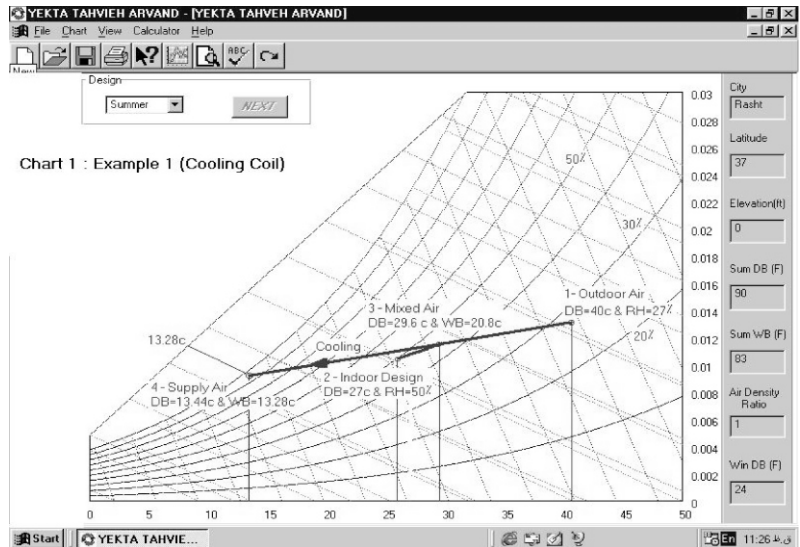 YEKTA TAHVIEH ARVAND - [YEKTA TAHVEH ARVAND]
File Chart View Calculator Help
ABC
New
Design
Summer
NEXT
Chart 1 : Example 1 (Cooling Coil)
50%
30%
20%
1- Outdoor Air
DB=40c & RH=27%
3 - Mixed Air
DB=29.6 c & WB=20.8c
13.28c
Cooling
2 - Indoor Design
DB=27c & RH=50%
4 - Supply Air
DB=13.44c & WB=13.28c
0.03
0.028
0.026
0.024
0.022
0.02
0.018
0.016
0.014
0.012
0.01
0.008
0.006
0.004
0.002
0
0 5 10 15 20 25 30 35 40 45 50
City
Rasht
Latitude
37
Elevation(ft)
0
Sum DB (F)
90
Sum WB (F)
83
Air Density
Ratio
1
Win DB (F)
24
Start
YEKTA TAHVIE...
En
11:26 ق.ظ